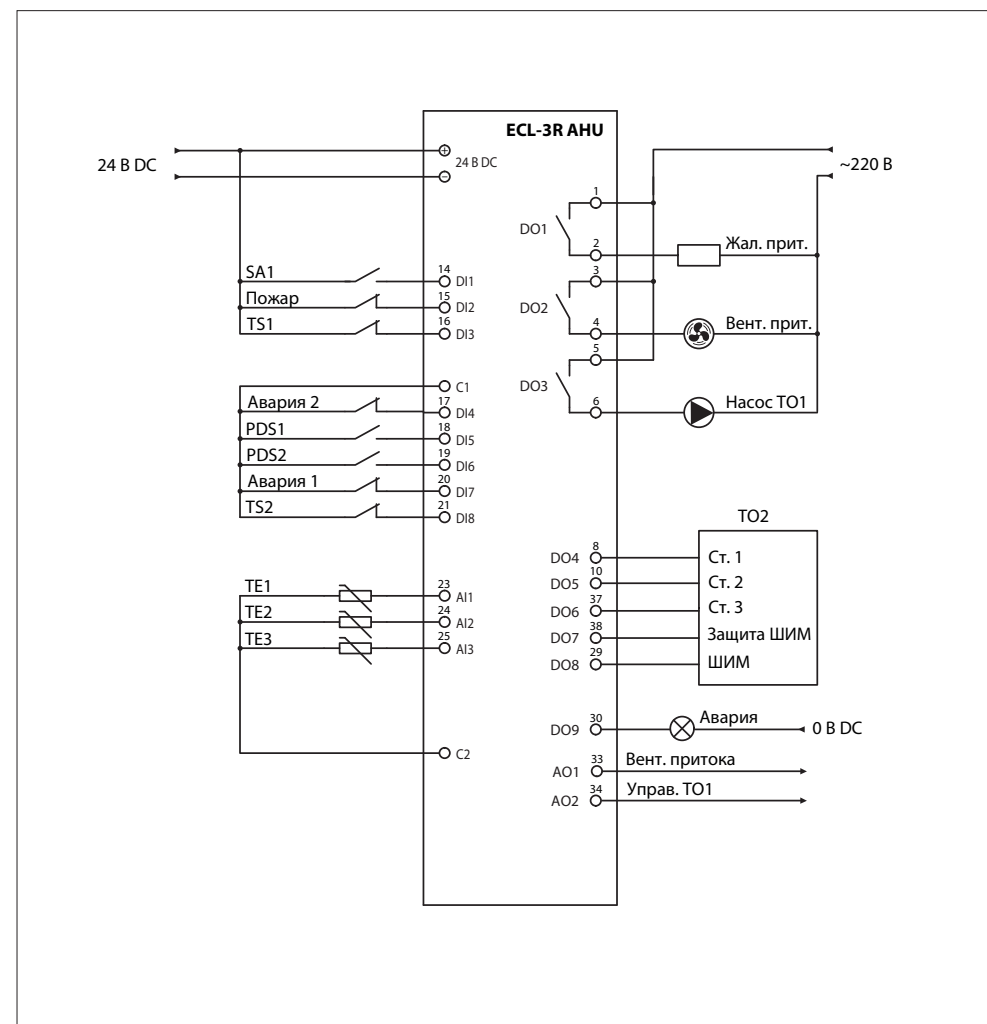 ECL-3R AHU
24 В DC
24 В DC
~220 В
1
DO1
2
Жал. прит.
3
DO2
4
Вент. прит.
5
DO3
6
Насос ТО1
SA1
14
DI1
Пожар
15
DI2
TS1
16
DI3
C1
Авария 2
17
DI4
PDS1
18
DI5
PDS2
19
DI6
Авария 1
20
DI7
TS2
21
DI8
ТО2
DO4
8
Ст. 1
DO5
10
Ст. 2
DO6
37
Ст. 3
DO7
38
Защита ШИМ
DO8
29
ШИМ
TE1
23
AI1
TE2
24
AI2
TE3
25
AI3
C2
DO9
30
Авария
0 В DC
AO1
33
Вент. притока
AO2
34
Управ. ТО1